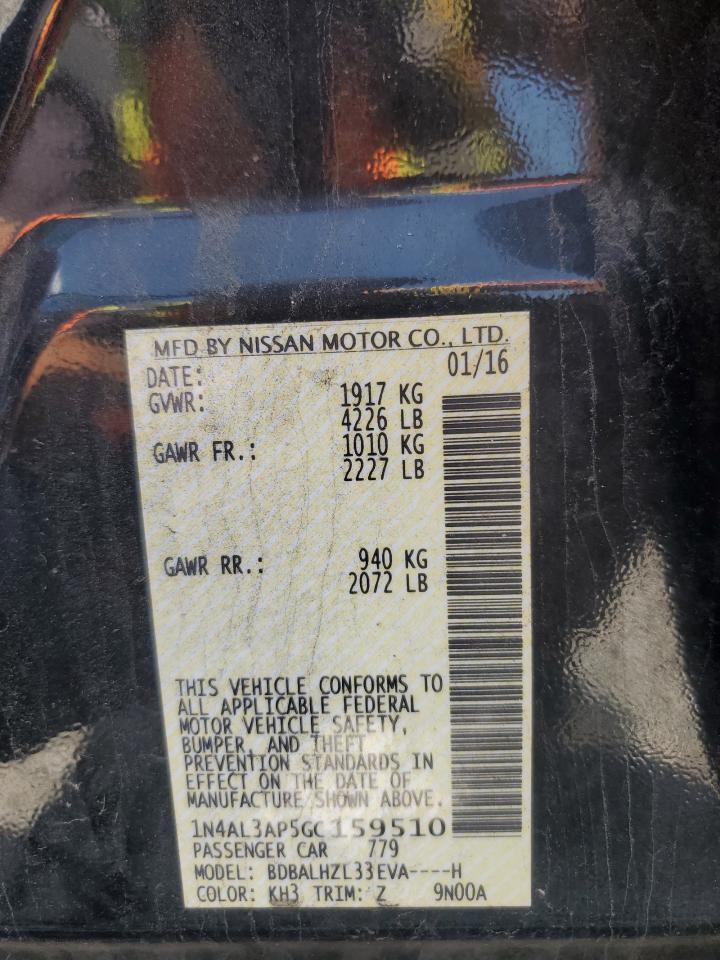 MFD BY NISSAN MOTOR CO., LTD.
DATE: 01/16
GVWR: 1917 KG
4226 LB
GAWR FR.: 1010 KG
2227 LB
GAWR RR.: 940 KG
2072 LB
THIS VEHICLE CONFORMS TO
ALL APPLICABLE FEDERAL
MOTOR VEHICLE SAFETY,
BUMPER, AND THEFT
PREVENTION STANDARDS IN
EFFECT ON THE DATE OF
MANUFACTURE SHOWN ABOVE.
1N4AL3AP5GC159510
PASSENGER CAR 779
MODEL: BDBALHZL33EVA----H
COLOR: KH3 TRIM: Z 9N00A